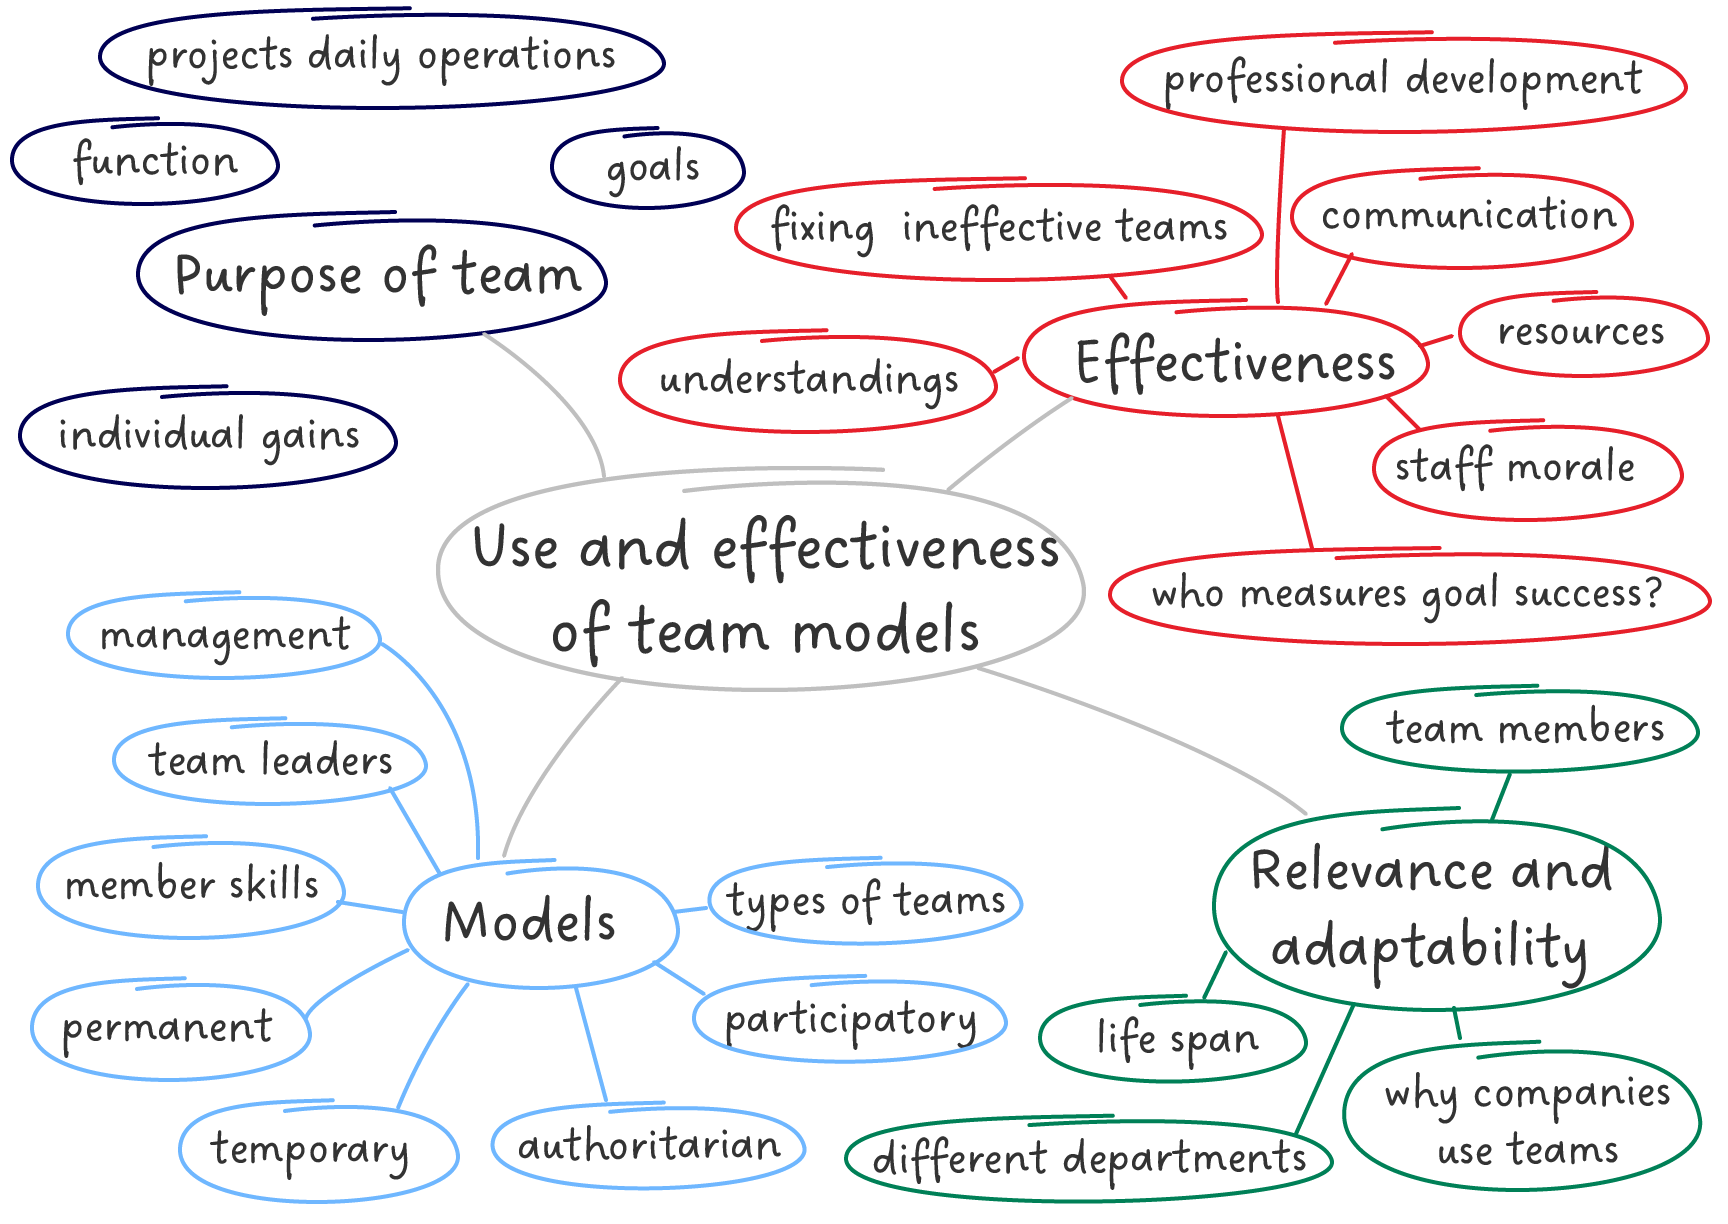 projects daily operations
function
goals
Purpose of team
individual gains
professional development
fixing ineffective teams
communication
understandings
Effectiveness
resources
staff morale
who measures goal success?
Use and effectiveness
of team models
management
team leaders
member skills
Models
types of teams
permanent
participatory
temporary
authoritarian
team members
Relevance and
adaptability
life span
different departments
why companies
use teams